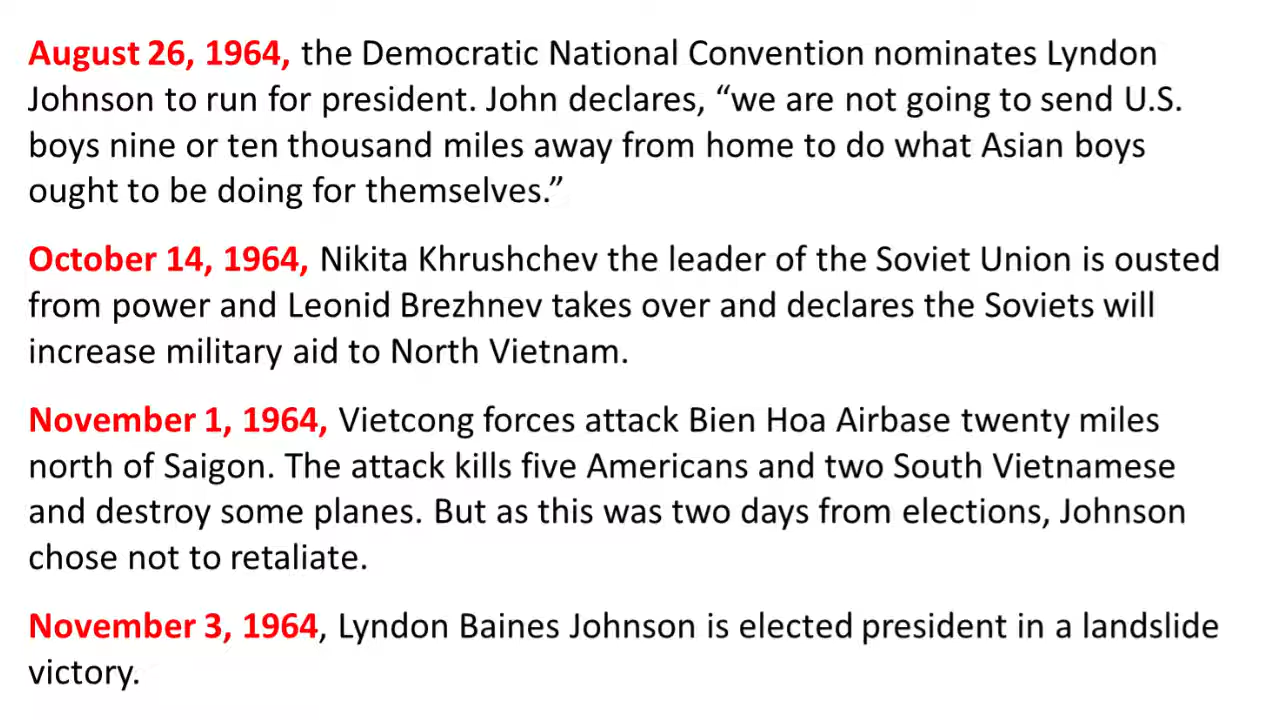 August 26, 1964, the Democratic National Convention nominates Lyndon
Johnson to run for president. John declares, “we are not going to send U.S.
boys nine or ten thousand miles away from home to do what Asian boys
ought to be doing for themselves.”
October 14, 1964, Nikita Khrushchev the leader of the Soviet Union is ousted
from power and Leonid Brezhnev takes over and declares the Soviets will
increase military aid to North Vietnam.
November 1, 1964, Vietcong forces attack Bien Hoa Airbase twenty miles
north of Saigon. The attack kills five Americans and two South Vietnamese
and destroy some planes. But as this was two days from elections, Johnson
chose not to retaliate.
November 3, 1964, Lyndon Baines Johnson is elected president in a landslide
victory.